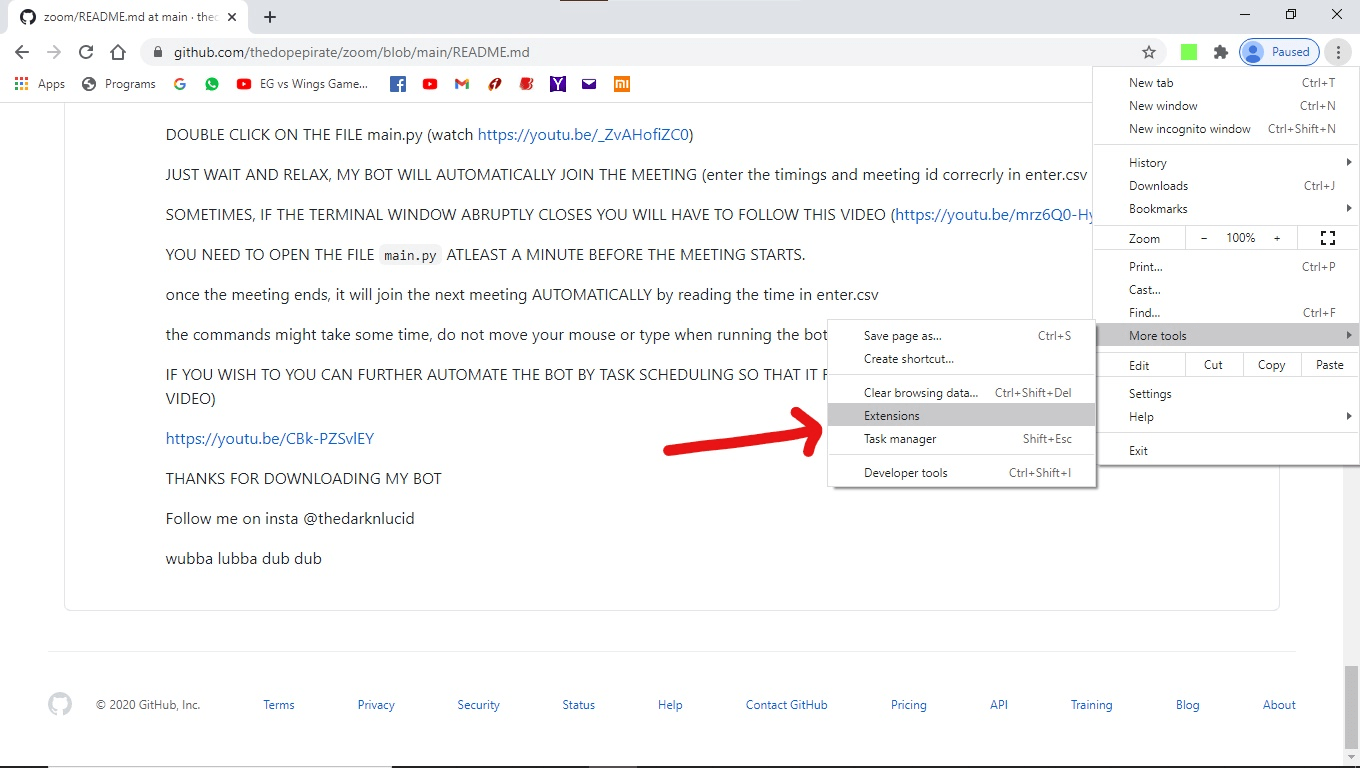 zoom/README.md at main · thed
github.com/thedopepirate/zoom/blob/main/README.md
Paused
Apps
Programs
EG vs Wings Game...
DOUBLE CLICK ON THE FILE main.py (watch https://youtu.be/_ZvAHofiZC0)
JUST WAIT AND RELAX, MY BOT WILL AUTOMATICALLY JOIN THE MEETING (enter the timings and meeting id correcrly in enter.csv
SOMETIMES, IF THE TERMINAL WINDOW ABRUPTLY CLOSES YOU WILL HAVE TO FOLLOW THIS VIDEO (https://youtu.be/mrz6Q0-Hy
YOU NEED TO OPEN THE FILE main.py ATLEAST A MINUTE BEFORE THE MEETING STARTS.
once the meeting ends, it will join the next meeting AUTOMATICALLY by reading the time in enter.csv
the commands might take some time, do not move your mouse or type when running the bot
IF YOU WISH TO YOU CAN FURTHER AUTOMATE THE BOT BY TASK SCHEDULING SO THAT IT
VIDEO)
https://youtu.be/CBk-PZSvlEY
THANKS FOR DOWNLOADING MY BOT
Follow me on insta @thedarknlucid
wubba lubba dub dub
New tab Ctrl+T
New window Ctrl+N
New incognito window Ctrl+Shift+N
History
Downloads Ctrl+J
Bookmarks
Zoom − 100% +
Print... Ctrl+P
Cast...
Find... Ctrl+F
More tools
Edit Cut Copy Paste
Settings
Help
Exit
Save page as... Ctrl+S
Create shortcut...
Clear browsing data... Ctrl+Shift+Del
Extensions
Task manager Shift+Esc
Developer tools Ctrl+Shift+I
© 2020 GitHub, Inc. Terms Privacy Security Status Help Contact GitHub Pricing API Training Blog About